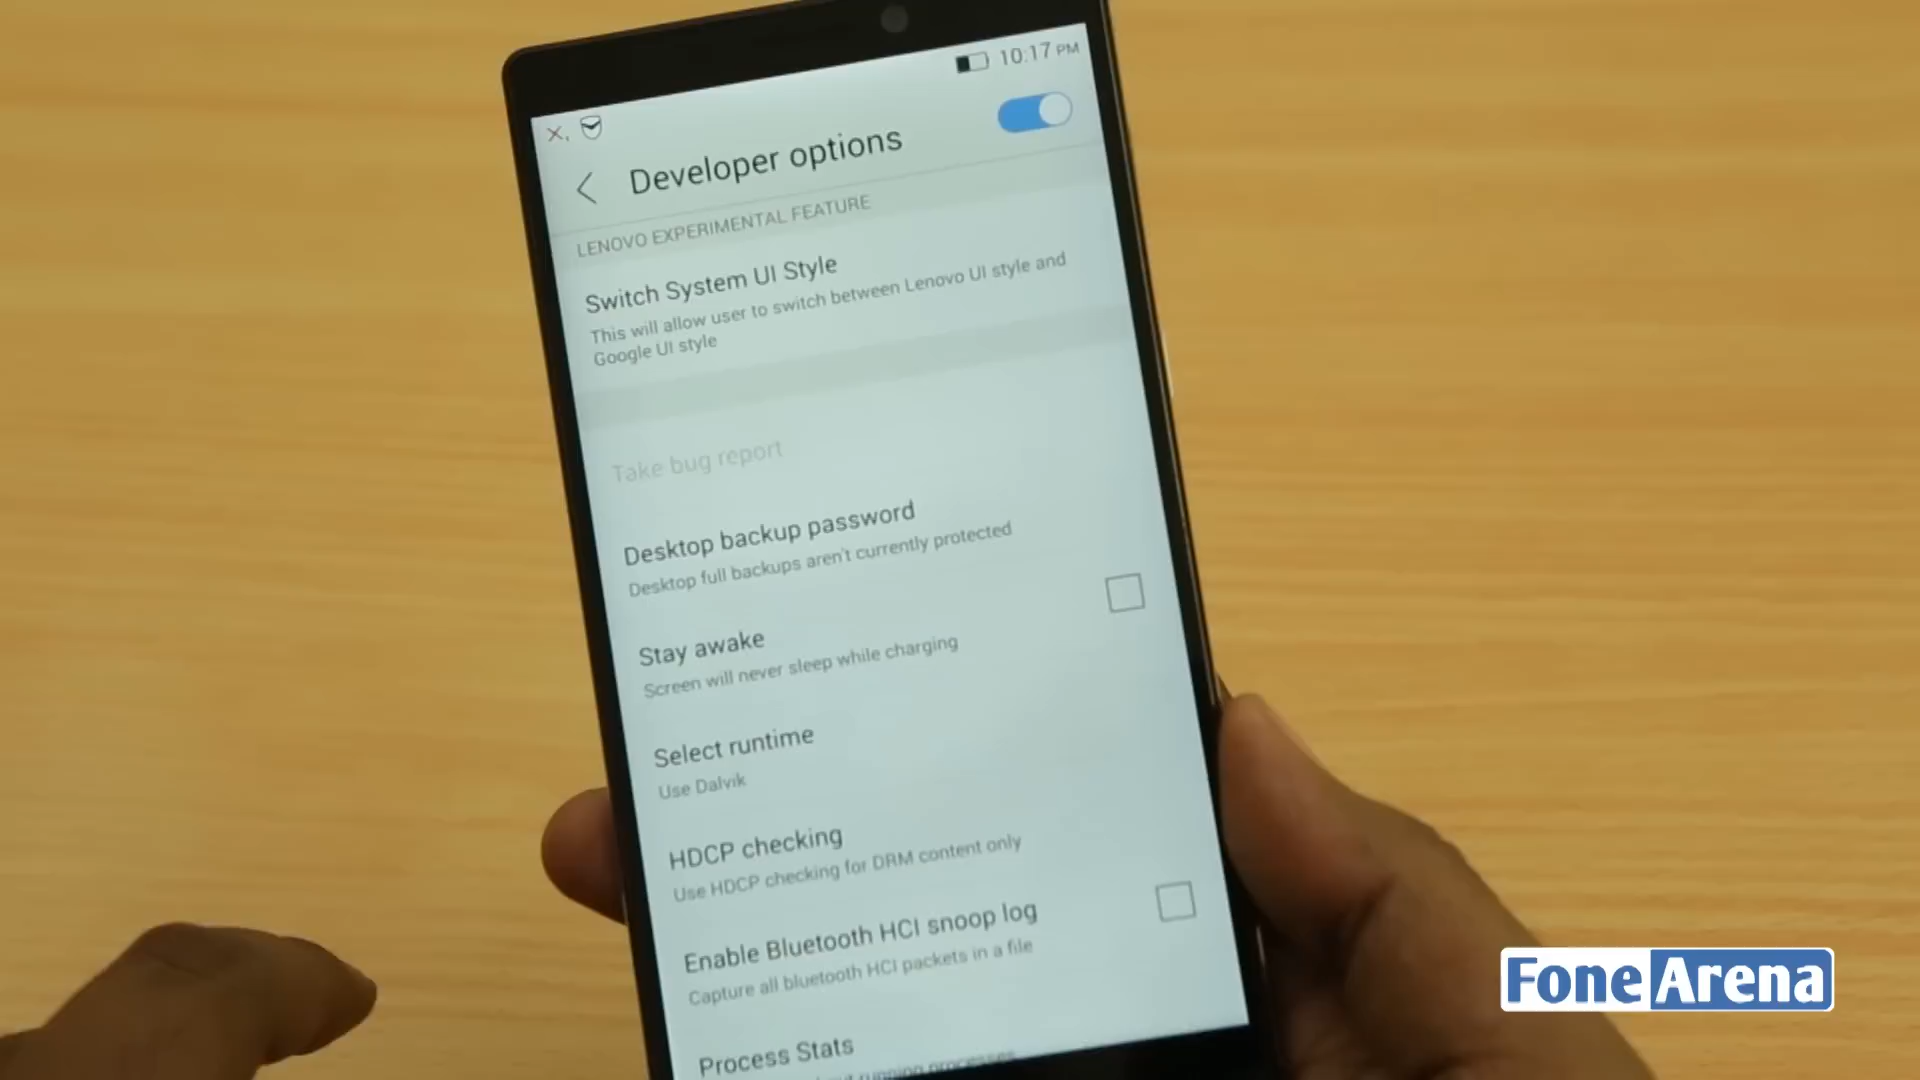 10:17 PM
Developer options
LENOVO EXPERIMENTAL FEATURE
Switch System UI Style
This will allow user to switch between Lenovo UI style and
Google UI style
Take bug report
Desktop backup password
Desktop full backups aren't currently protected
Stay awake
Screen will never sleep while charging
Select runtime
Use Dalvik
HDCP checking
Use HDCP checking for DRM content only
Enable Bluetooth HCI snoop log
Capture all bluetooth HCI packets in a file
Process Stats
running processes
FoneArena